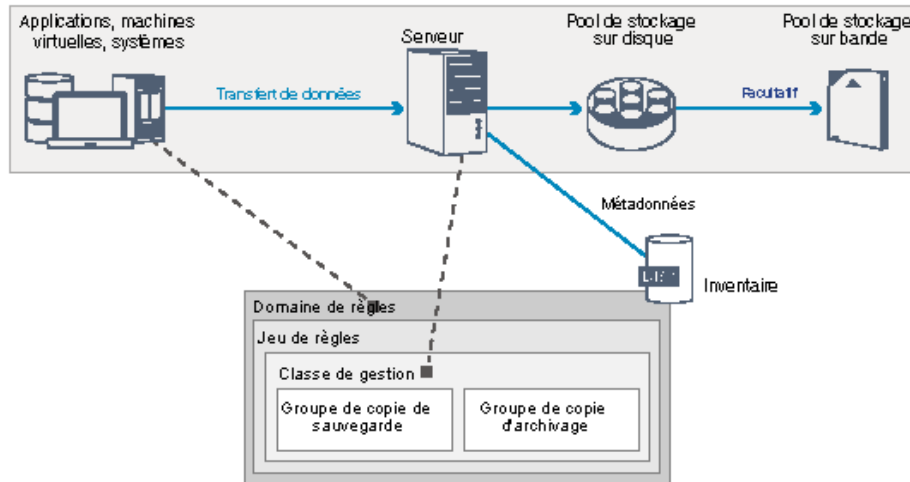 Applications, machines
virtuelles, systèmes
Serveur
Pool de stockage
sur disque
Pool de stockage
sur bande
Transfert de données
Facultatif
Métadonnées
Inventaire
Domaine de règles
Jeu de règles
Classe de gestion
Groupe de copie de
sauvegarde
Groupe de copie
d'archivage